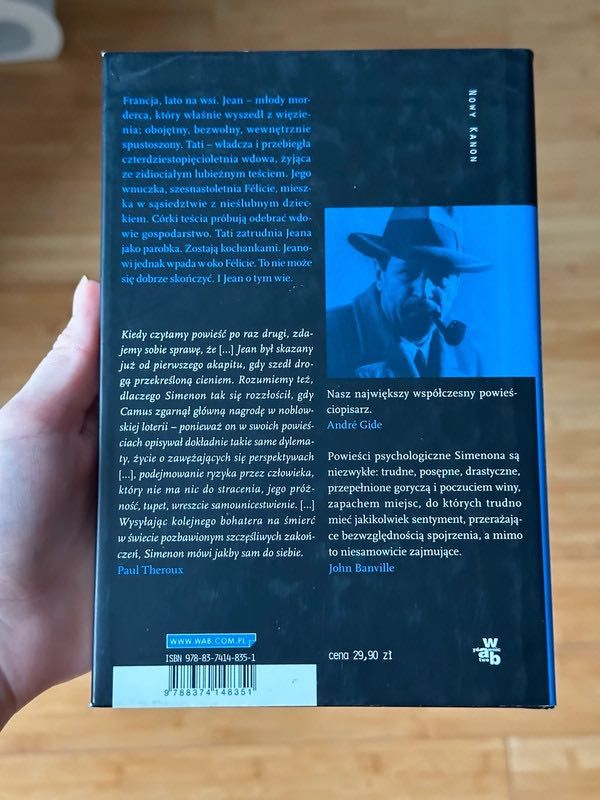 Francja, lato na wsi. Jean – młody mor-
derca, który właśnie wyszedł z więzie-
nia; obojętny, bezwolny, wewnętrznie
spustoszony. Tati – władcza i przebiegła
czterdziestopięcioletnia wdowa, żyjąca
ze zidiociałym lubieżnym teściem. Jego
wnuczka, szesnastoletnia Félicie, miesz-
ka w sąsiedztwie z nieślubnym dziec-
kiem. Córki teścia próbują odebrać wdo-
wie gospodarstwo. Tati zatrudnia Jeana
jako parobka. Zostają kochankami. Jeano-
wi jednak wpada w oko Félicie. To nie może
się dobrze skończyć. I Jean o tym wie.
Kiedy czytamy powieść po raz drugi, zda-
jemy sobie sprawę, że [...] Jean był skazany
już od pierwszego akapitu, gdy szedł dro-
gą przekreśloną cieniem. Rozumiemy też,
dlaczego Simenon tak się rozzłościł, gdy
Camus zgarnął główną nagrodę w noblow-
skiej loterii – ponieważ on w swoich powieś-
ciach opisywał dokładnie takie same dylema-
ty, życie o zawężających się perspektywach
[...], podejmowanie ryzyka przez człowieka,
który nie ma nic do stracenia, jego próż-
ność, tupet, wreszcie samounicestwienie. [...]
Wysyłając kolejnego bohatera na śmierć
w świecie pozbawionym szczęśliwych zakoń-
czeń, Simenon mówi jakby sam do siebie.
Paul Theroux
Nowy Kanon
Nasz największy współczesny powieś-
ciopisarz.
André Gide
Powieści psychologiczne Simenona są
niezwykłe: trudne, posępne, drastyczne,
przepełnione goryczą i poczuciem winy,
zapachem miejsc, do których trudno
mieć jakikolwiek sentyment, przerażają-
ce bezwzględnością spojrzenia, a mimo
to niesamowicie zajmujące.
John Banville
WWW.WAB.COM.PL
ISBN 978-83-7414-835-1
9 788374 148351
cena 29,90 zł
wydawnictwo
w
a b